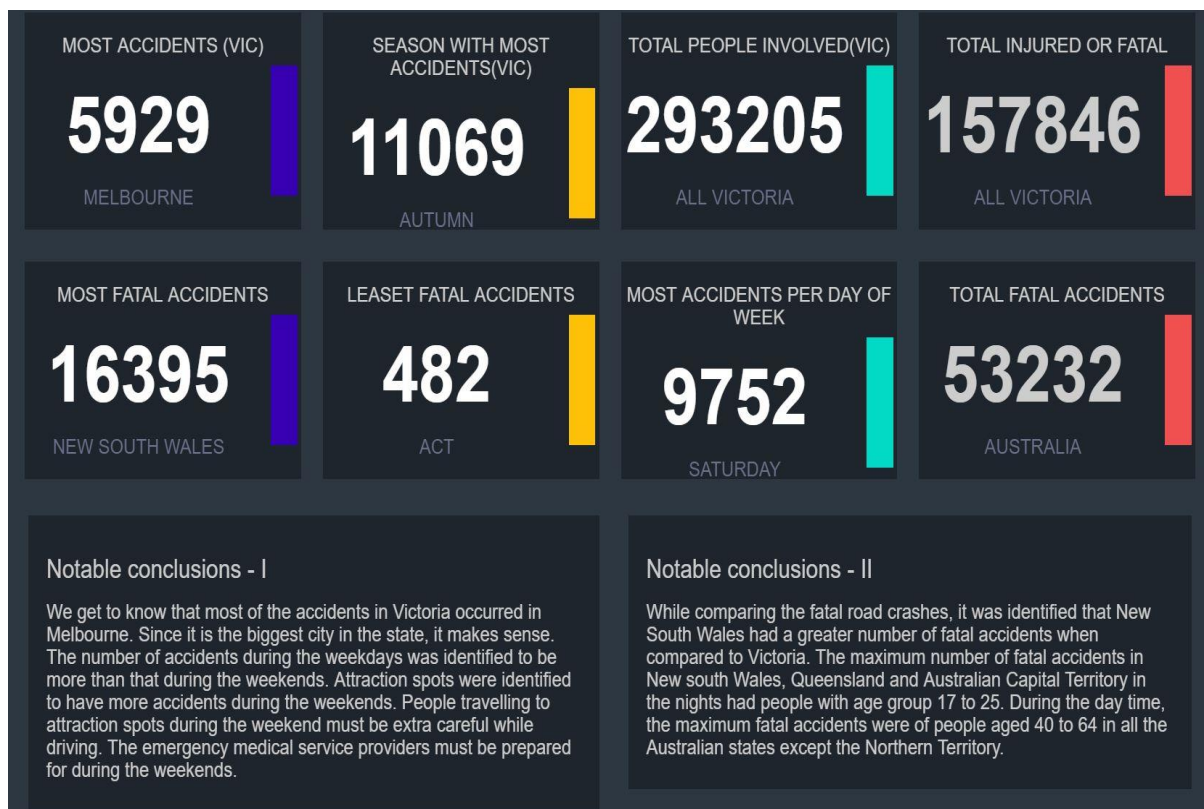 MOST ACCIDENTS (VIC)
5929
MELBOURNE
SEASON WITH MOST
ACCIDENTS(VIC)
11069
AUTUMN
TOTAL PEOPLE INVOLVED(VIC)
293205
ALL VICTORIA
TOTAL INJURED OR FATAL
157846
ALL VICTORIA
MOST FATAL ACCIDENTS
16395
NEW SOUTH WALES
LEASET FATAL ACCIDENTS
482
ACT
MOST ACCIDENTS PER DAY OF
WEEK
9752
SATURDAY
TOTAL FATAL ACCIDENTS
53232
AUSTRALIA
Notable conclusions - I
We get to know that most of the accidents in Victoria occurred in
Melbourne. Since it is the biggest city in the state, it makes sense.
The number of accidents during the weekdays was identified to be
more than that during the weekends. Attraction spots were identified
to have more accidents during the weekends. People travelling to
attraction spots during the weekend must be extra careful while
driving. The emergency medical service providers must be prepared
for during the weekends.
Notable conclusions - II
While comparing the fatal road crashes, it was identified that New
South Wales had a greater number of fatal accidents when
compared to Victoria. The maximum number of fatal accidents in
New south Wales, Queensland and Australian Capital Territory in
the nights had people with age group 17 to 25. During the day time,
the maximum fatal accidents were of people aged 40 to 64 in all the
Australian states except the Northern Territory.